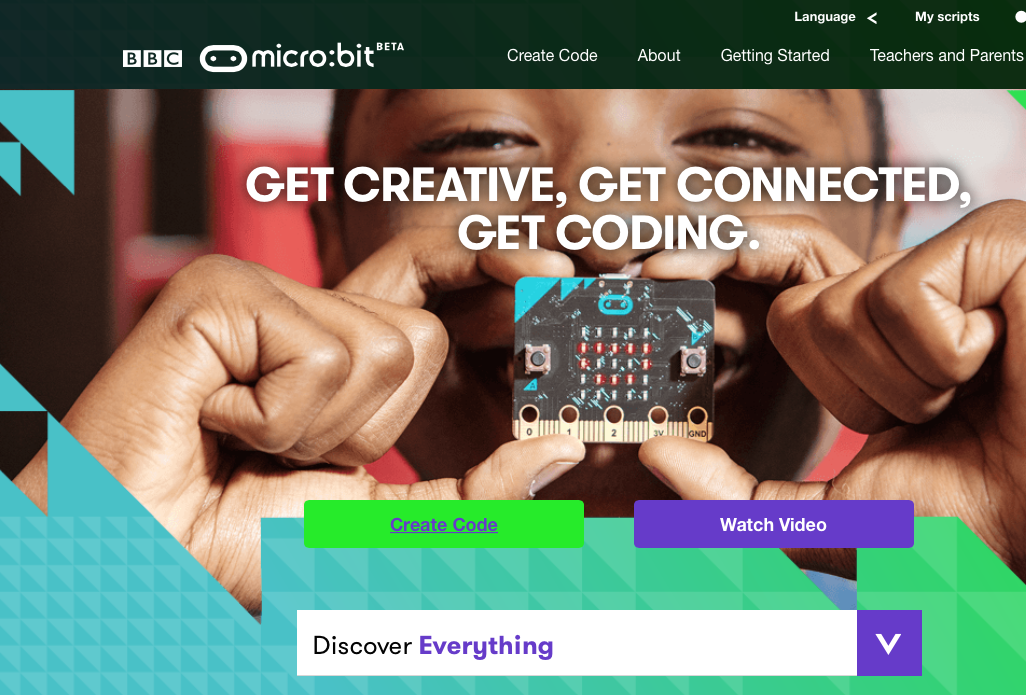 Language
My scripts
BBC micro:bit BETA
Create Code
About
Getting Started
Teachers and Parents
GET CREATIVE, GET CONNECTED,
GET CODING.
0 1 2 3V GND
Create Code
Watch Video
Discover Everything